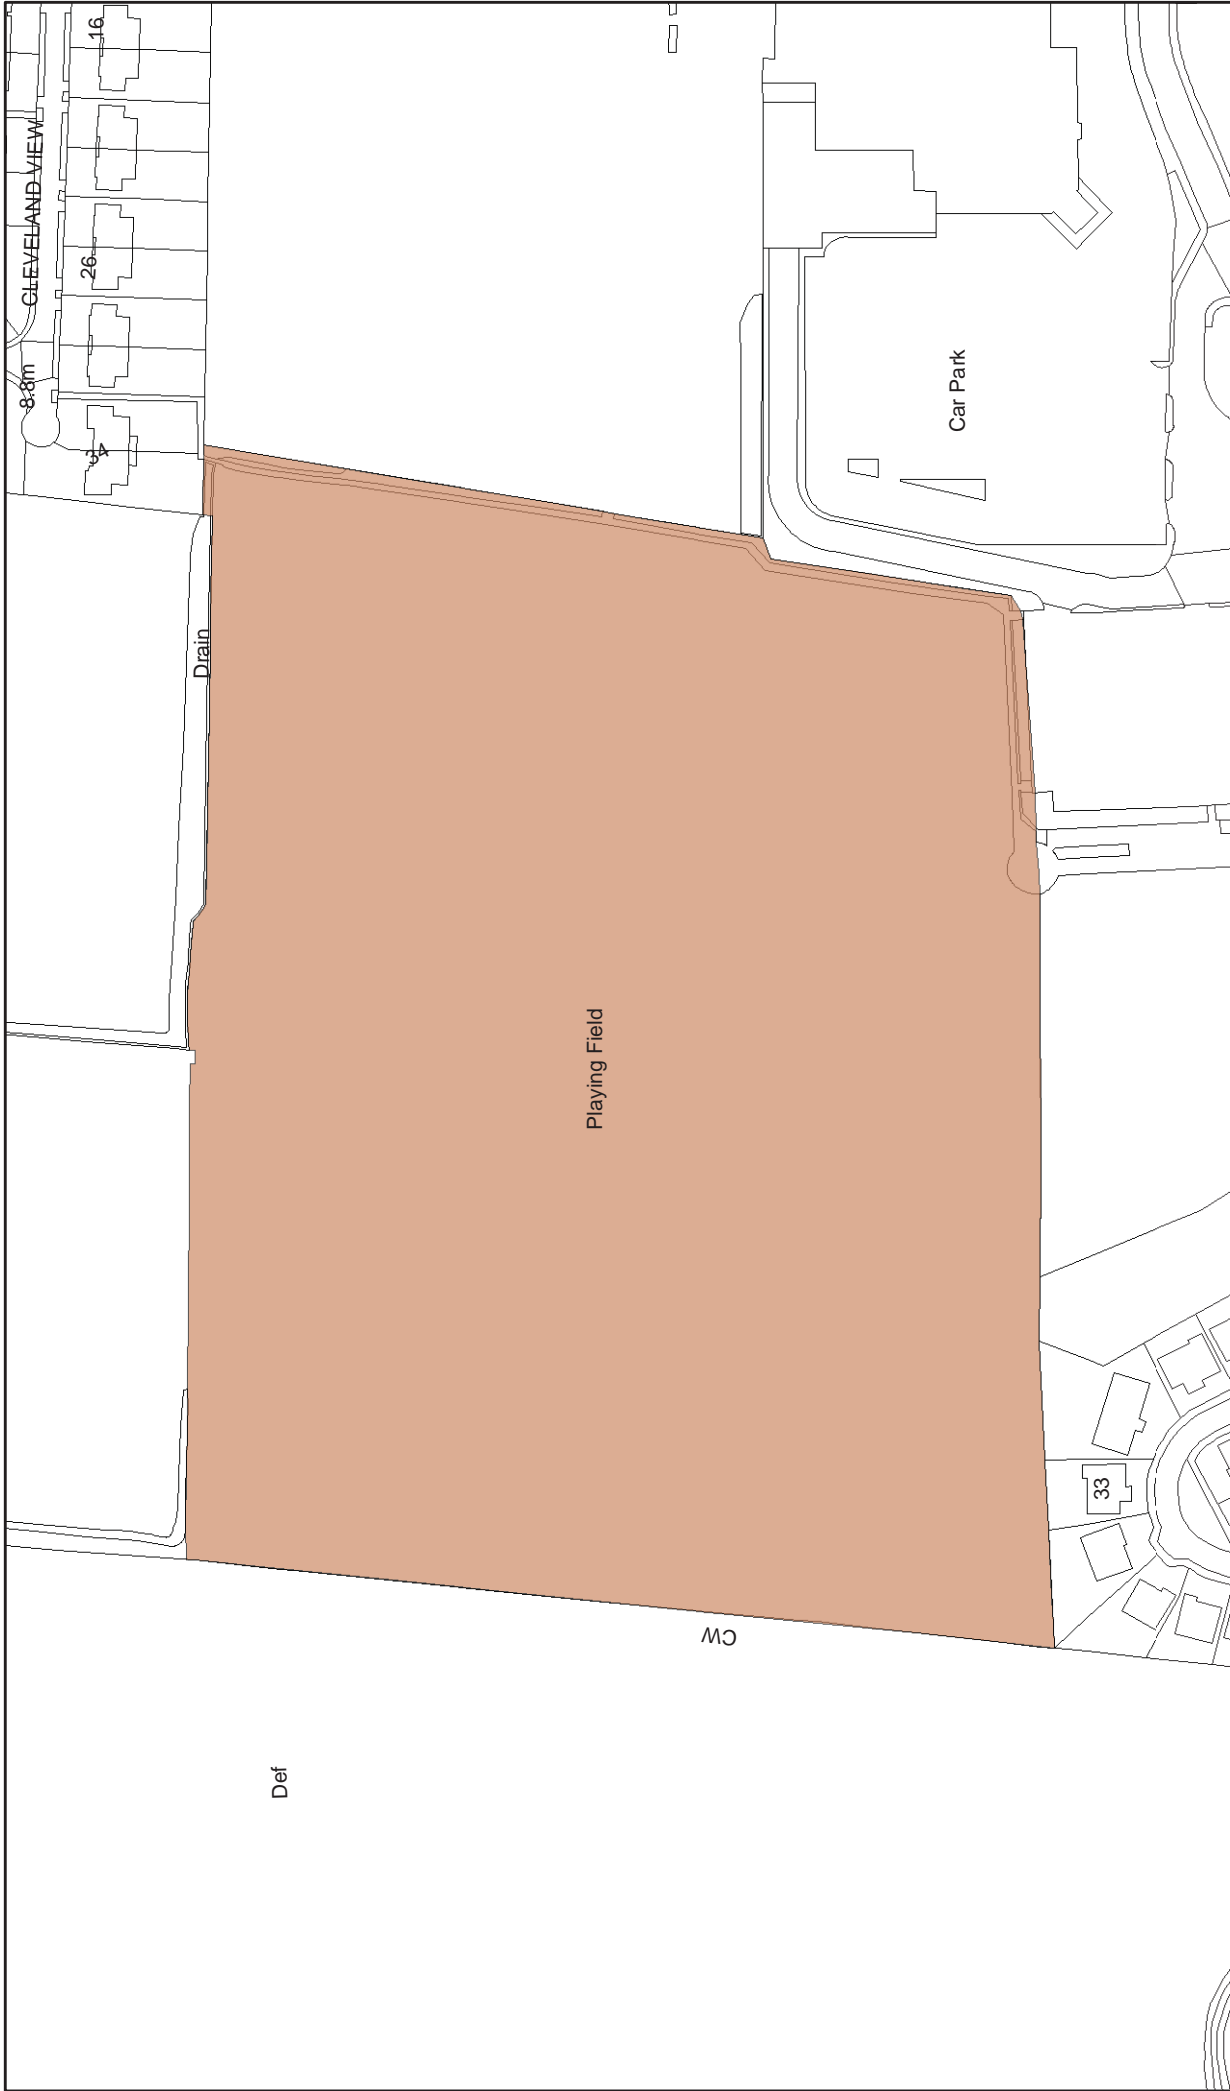 16
CLEVELAND VIEW
26
8.8m
34
Car Park
Drain
Playing Field
33
CW
Def